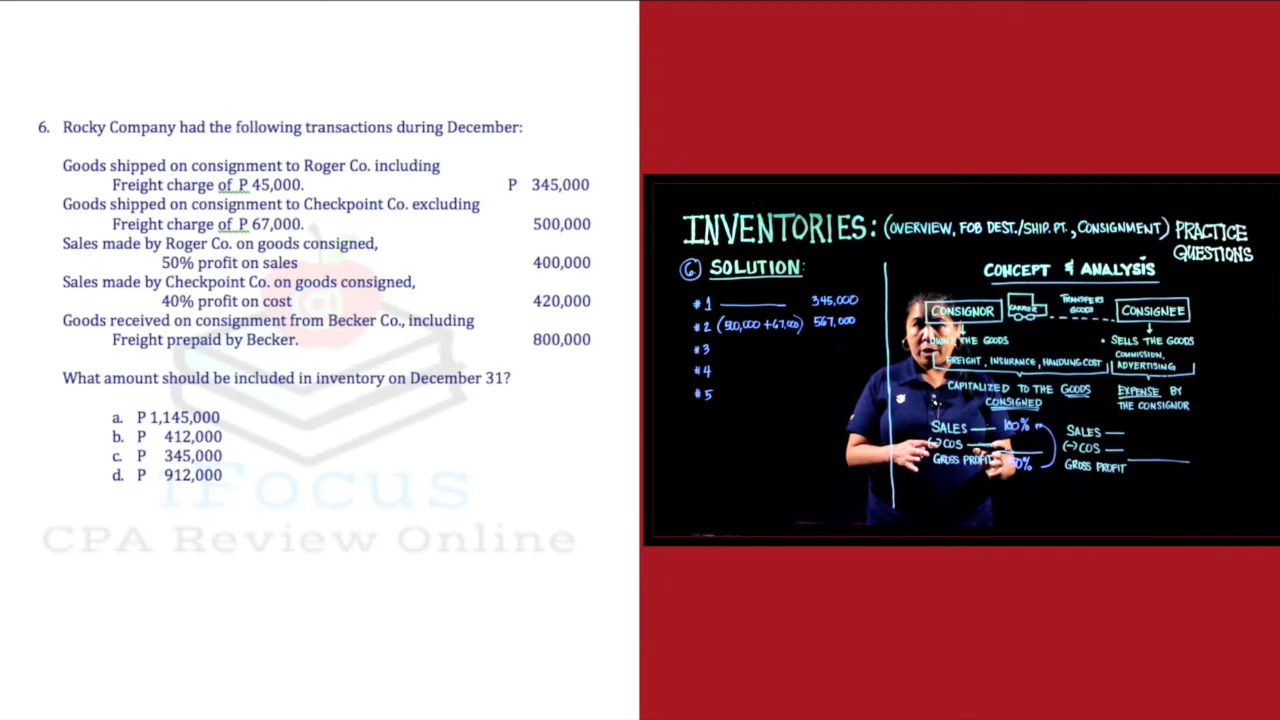 6. Rocky Company had the following transactions during December:
Goods shipped on consignment to Roger Co. including
Freight charge of P 45,000. P 345,000
Goods shipped on consignment to Checkpoint Co. excluding
Freight charge of P 67,000. 500,000
Sales made by Roger Co. on goods consigned,
50% profit on sales 400,000
Sales made by Checkpoint Co. on goods consigned,
40% profit on cost 420,000
Goods received on consignment from Becker Co., including
Freight prepaid by Becker. 800,000
What amount should be included in inventory on December 31?
a. P 1,145,000
b. P 412,000
c. P 345,000
d. P 912,000
iFocus
CPA Review Online
INVENTORIES: (OVERVIEW, FOB DEST./SHIP. PT., CONSIGNMENT) PRACTICE
QUESTIONS
6 SOLUTION:
#1 345,000
#2 (500,000 + 67,000) 567,000
#3
#4
#5
CONCEPT & ANALYSIS
CONSIGNOR CARRIER TRANSFERS
GOODS CONSIGNEE
OWNS THE GOODS
FREIGHT, INSURANCE, HANDLING COST
CAPITALIZED TO THE GOODS
CONSIGNED
• SELLS THE GOODS
COMMISSION,
ADVERTISING
EXPENSE BY
THE CONSIGNOR
SALES 100%
(-) COS
GROSS PROFIT 50%
SALES
(-) COS
GROSS PROFIT